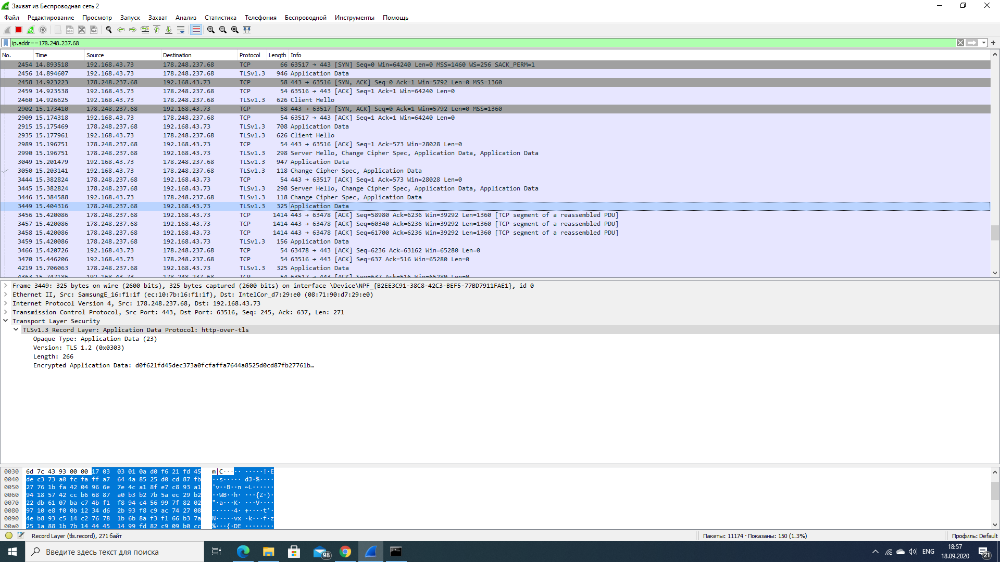 Захват из Беспроводная сеть 2
Файл Редактирование Просмотр Запуск Захват Анализ Статистика Телефония Беспроводной Инструменты Помощь
ip.addr==178.248.237.68
No. Time Source Destination Protocol Length Info
2454 14.893518 192.168.43.73 178.248.237.68 TCP 66 63517 → 443 [SYN] Seq=0 Win=64240 Len=0 MSS=1460 WS=256 SACK_PERM=1
2456 14.894607 192.168.43.73 178.248.237.68 TLSv1.3 946 Application Data
2458 14.923223 178.248.237.68 192.168.43.73 TCP 58 443 → 63516 [SYN, ACK] Seq=0 Ack=1 Win=5792 Len=0 MSS=1360
2459 14.923538 192.168.43.73 178.248.237.68 TCP 54 63516 → 443 [ACK] Seq=1 Ack=1 Win=64240 Len=0
2460 14.926625 192.168.43.73 178.248.237.68 TLSv1.3 626 Client Hello
2902 15.173410 178.248.237.68 192.168.43.73 TCP 58 443 → 63517 [SYN, ACK] Seq=0 Ack=1 Win=5792 Len=0 MSS=1360
2909 15.174318 192.168.43.73 178.248.237.68 TCP 54 63517 → 443 [ACK] Seq=1 Ack=1 Win=64240 Len=0
2915 15.175469 178.248.237.68 192.168.43.73 TLSv1.3 708 Application Data
2935 15.177961 192.168.43.73 178.248.237.68 TLSv1.3 626 Client Hello
2989 15.196751 178.248.237.68 192.168.43.73 TCP 54 443 → 63516 [ACK] Seq=1 Ack=573 Win=28028 Len=0
2990 15.196751 178.248.237.68 192.168.43.73 TLSv1.3 298 Server Hello, Change Cipher Spec, Application Data, Application Data
3049 15.201479 192.168.43.73 178.248.237.68 TLSv1.3 947 Application Data
3050 15.203141 192.168.43.73 178.248.237.68 TLSv1.3 118 Change Cipher Spec, Application Data
3444 15.382824 178.248.237.68 192.168.43.73 TCP 54 443 → 63517 [ACK] Seq=1 Ack=573 Win=28028 Len=0
3445 15.382824 178.248.237.68 192.168.43.73 TLSv1.3 298 Server Hello, Change Cipher Spec, Application Data, Application Data
3446 15.384588 192.168.43.73 178.248.237.68 TLSv1.3 118 Change Cipher Spec, Application Data
3449 15.404316 178.248.237.68 192.168.43.73 TLSv1.3 325 Application Data
3456 15.420086 178.248.237.68 192.168.43.73 TCP 1414 443 → 63478 [ACK] Seq=58980 Ack=6236 Win=39292 Len=1360 [TCP segment of a reassembled PDU]
3457 15.420086 178.248.237.68 192.168.43.73 TCP 1414 443 → 63478 [ACK] Seq=60340 Ack=6236 Win=39292 Len=1360 [TCP segment of a reassembled PDU]
3458 15.420086 178.248.237.68 192.168.43.73 TCP 1414 443 → 63478 [ACK] Seq=61700 Ack=6236 Win=39292 Len=1360 [TCP segment of a reassembled PDU]
3459 15.420086 178.248.237.68 192.168.43.73 TLSv1.3 156 Application Data
3466 15.420726 192.168.43.73 178.248.237.68 TCP 54 63478 → 443 [ACK] Seq=6236 Ack=63162 Win=65280 Len=0
3470 15.446206 192.168.43.73 178.248.237.68 TCP 54 63516 → 443 [ACK] Seq=637 Ack=516 Win=65280 Len=0
4219 15.706063 178.248.237.68 192.168.43.73 TLSv1.3 325 Application Data
4363 15.747186 192.168.43.73 178.248.237.68 TCP 54 63517 → 443 [ACK] Seq=637 Ack=516 Win=65280 Len=0
Frame 3449: 325 bytes on wire (2600 bits), 325 bytes captured (2600 bits) on interface \Device\NPF_{B2EE3C91-38C8-42C3-BEF5-77BD7911FAE1}, id 0
Ethernet II, Src: SamsungE_16:f1:1f (ec:10:7b:16:f1:1f), Dst: IntelCor_d7:29:e0 (08:71:90:d7:29:e0)
Internet Protocol Version 4, Src: 178.248.237.68, Dst: 192.168.43.73
Transmission Control Protocol, Src Port: 443, Dst Port: 63516, Seq: 245, Ack: 637, Len: 271
Transport Layer Security
TLSv1.3 Record Layer: Application Data Protocol: http-over-tls
Opaque Type: Application Data (23)
Version: TLS 1.2 (0x0303)
Length: 266
Encrypted Application Data: d0f621fd45dec373a0fcfaffa7644a8525d0cd87fb27761b…
0030 6d 7c 43 93 00 00 17 03 03 01 0a d0 f6 21 fd 45 m|C··· ·····!·E
0040 de c3 73 a0 fc fa ff a7 64 4a 85 25 d0 cd 87 fb ··s····· dJ·%····
0050 27 76 1b fa 42 04 96 6e 7e 4c a1 8f e7 c8 93 a1 'v··B··n ~L······
0060 94 18 57 42 cc b6 68 87 a0 b3 b2 7b 5a ec 29 b2 ··WB··h· ···{Z·)·
0070 22 db 61 07 ba c7 4b f1 f8 94 c4 56 99 7f 82 02 "·a···K· ···V····
0080 97 10 e8 f0 0b 12 34 d6 2b 93 f8 c9 ac 74 27 08 ······4· +····t'·
0090 4e b8 93 c5 14 c2 76 78 1b 6b 8a f3 f1 66 b3 7a N·····vx ·k···f·z
00a0 25 1a 88 1b 7b 14 44 45 14 99 fd 82 c9 09 b0 cc %···{·DE ········
Record Layer (tls.record), 271 байт Пакеты: 11174 · Показаны: 150 (1.3%) Профиль: Default
Введите здесь текст для поиска 98 ENG 18:57 21
18.09.2020